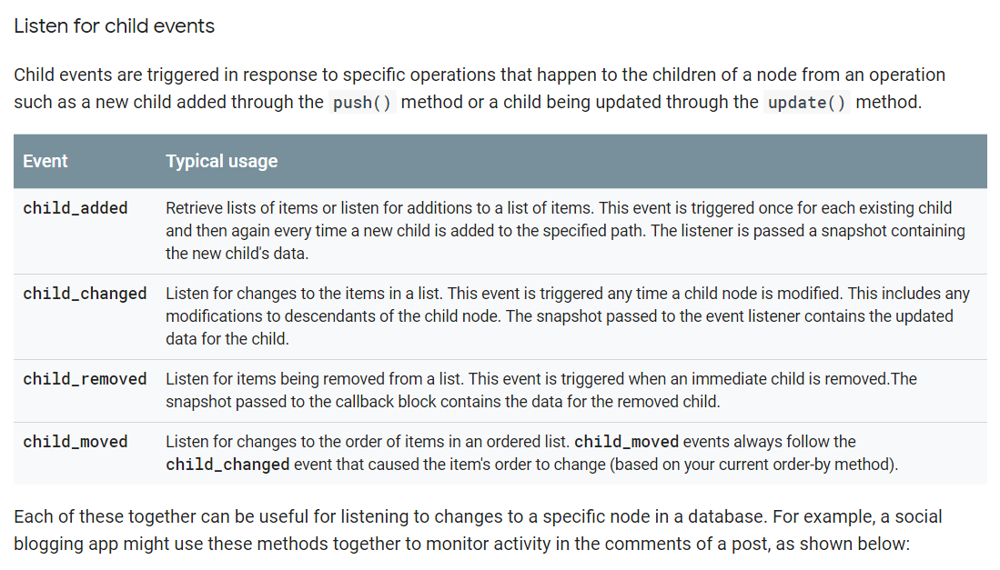 Listen for child events
Child events are triggered in response to specific operations that happen to the children of a node from an operation
such as a new child added through the push() method or a child being updated through the update() method.
Event Typical usage
child_added Retrieve lists of items or listen for additions to a list of items. This event is triggered once for each existing child
and then again every time a new child is added to the specified path. The listener is passed a snapshot containing
the new child's data.
child_changed Listen for changes to the items in a list. This event is triggered any time a child node is modified. This includes any
modifications to descendants of the child node. The snapshot passed to the event listener contains the updated
data for the child.
child_removed Listen for items being removed from a list. This event is triggered when an immediate child is removed.The
snapshot passed to the callback block contains the data for the removed child.
child_moved Listen for changes to the order of items in an ordered list. child_moved events always follow the
child_changed event that caused the item's order to change (based on your current order-by method).
Each of these together can be useful for listening to changes to a specific node in a database. For example, a social
blogging app might use these methods together to monitor activity in the comments of a post, as shown below: